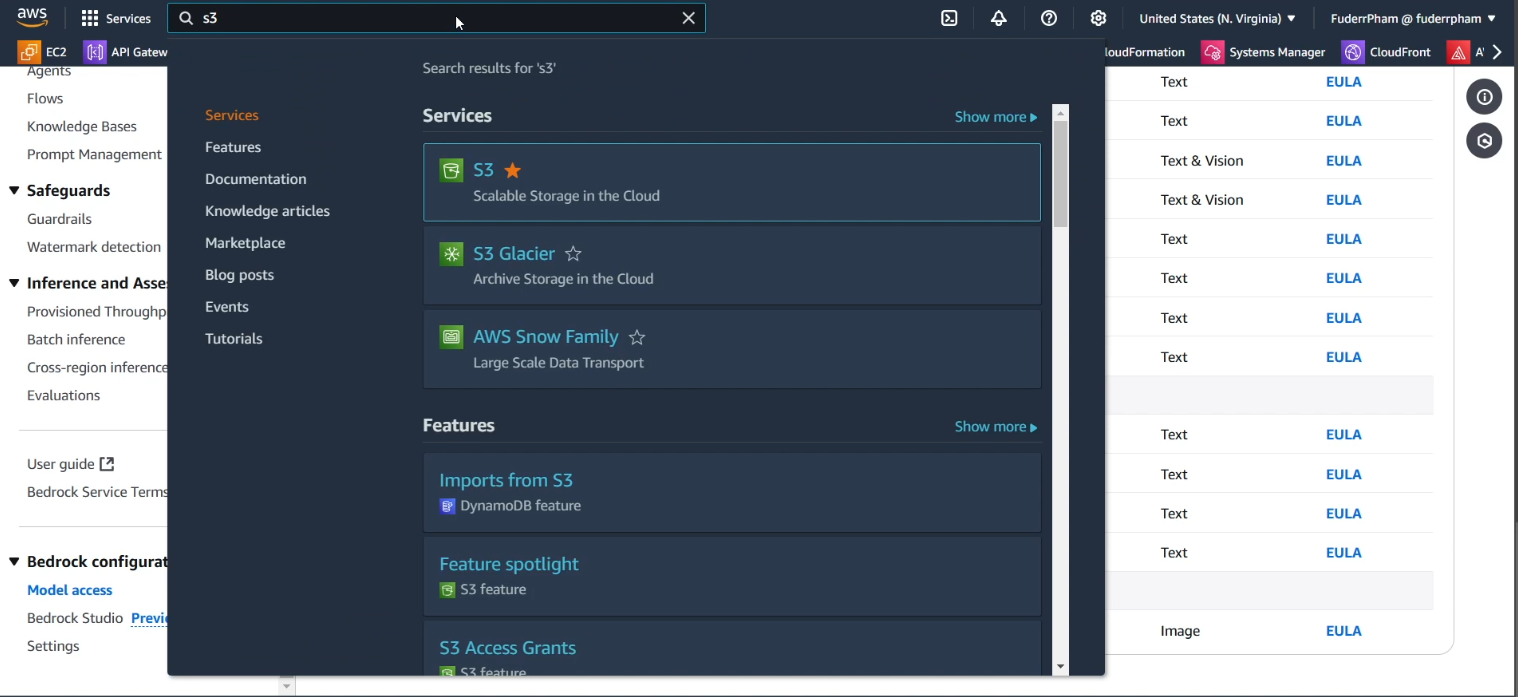 aws
Services
s3
United States (N. Virginia)
FuderrPham @ fuderrpham
EC2
API Gatew
loudFormation
Systems Manager
CloudFront
Agents
Flows
Knowledge Bases
Prompt Management
Safeguards
Guardrails
Watermark detection
Inference and Asse
Provisioned Throughp
Batch inference
Cross-region inference
Evaluations
User guide
Bedrock Service Terms
Bedrock configurat
Model access
Bedrock Studio Previ
Settings
Search results for 's3'
Services
Features
Documentation
Knowledge articles
Marketplace
Blog posts
Events
Tutorials
Services
Show more
S3
Scalable Storage in the Cloud
S3 Glacier
Archive Storage in the Cloud
AWS Snow Family
Large Scale Data Transport
Features
Show more
Imports from S3
DynamoDB feature
Feature spotlight
S3 feature
S3 Access Grants
S3 feature
Text EULA
Text EULA
Text & Vision EULA
Text & Vision EULA
Text EULA
Text EULA
Text EULA
Text EULA
Text EULA
Text EULA
Text EULA
Text EULA
Image EULA